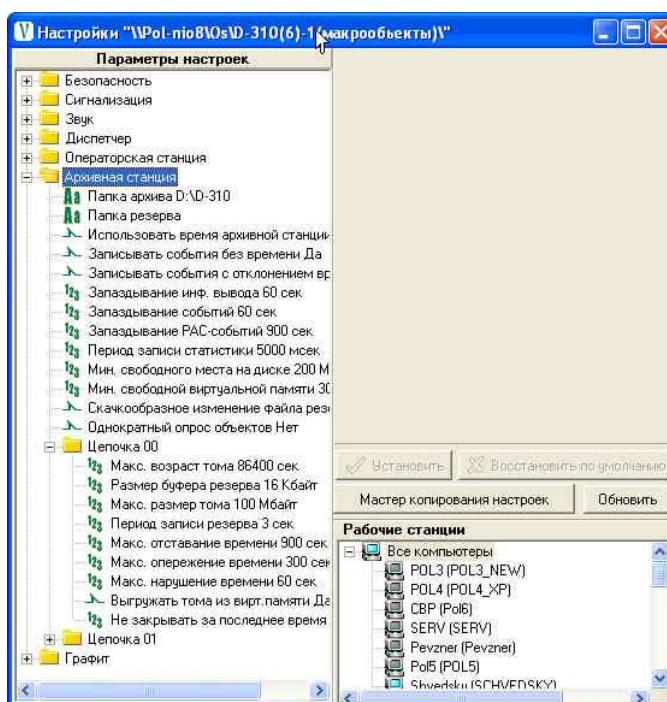 Настройки "\\Pol-nio8\Os\D-310(6)-1(макрообьекты)\"
Параметры настроек
Безопасность
Сигнализация
Звук
Диспетчер
Операторская станция
Архивная станция
Папка архива D:\D-310
Папка резерва
Использовать время архивной станции
Записывать события без времени Да
Записывать события с отклонением вр
Запаздывание инф. вывода 60 сек
Запаздывание событий 60 сек
Запаздывание РАС-событий 900 сек
Период записи статистики 5000 мсек
Мин. свободного места на диске 200 М
Мин. свободной виртуальной памяти 30
Скачкообразное изменение файла рез
Однократный опрос объектов Нет
Цепочка 00
Макс. возраст тома 86400 сек
Размер буфера резерва 16 Кбайт
Макс. размер тома 100 Мбайт
Период записи резерва 3 сек
Макс. отставание времени 900 сек
Макс. опережение времени 300 сек
Макс. нарушение времени 60 сек
Выгружать тома из вирт.памяти Да
Не закрывать за последнее время
Цепочка 01
Графит
Установить
Восстановить по умолчанию
Мастер копирования настроек
Обновить
Рабочие станции
Все компьютеры
POL3 (POL3_NEW)
POL4 (POL4_XP)
CBP (Pol6)
SERV (SERV)
Pevzner (Pevzner)
Pol5 (POL5)
Shvedsky (SCHVEDSKY)